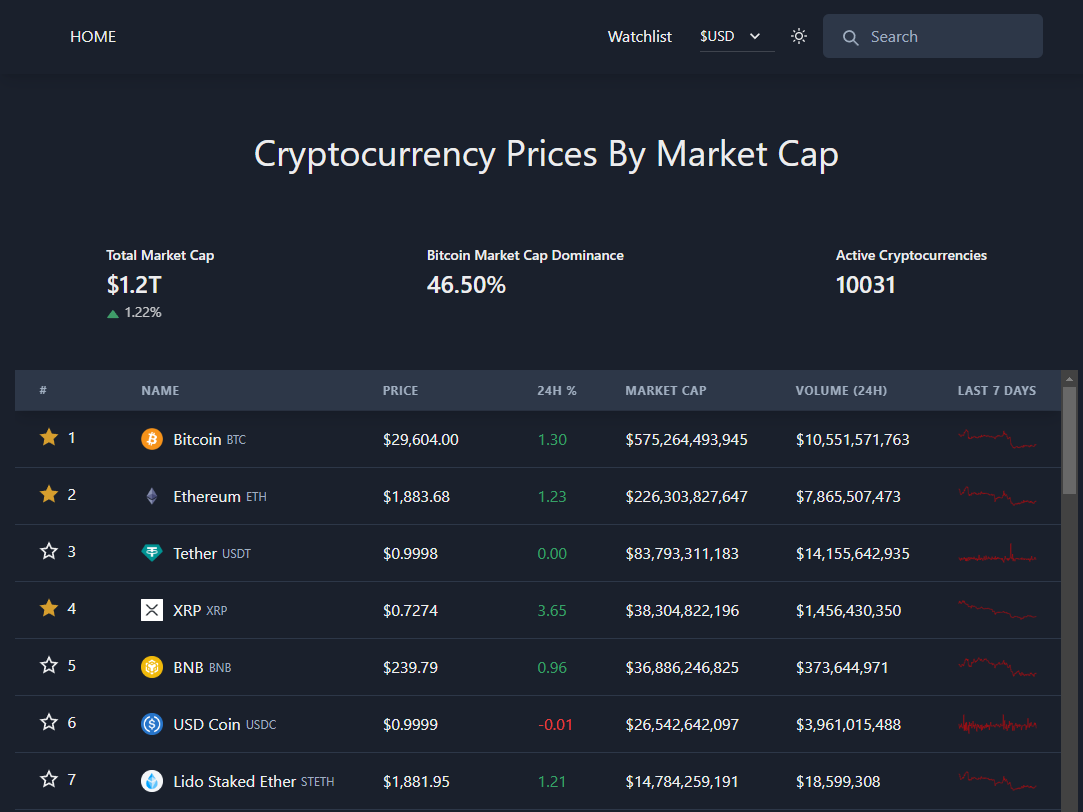 HOME Watchlist $USD Search
Cryptocurrency Prices By Market Cap
Total Market Cap Bitcoin Market Cap Dominance Active Cryptocurrencies
$1.2T 46.50% 10031
1.22%
# NAME PRICE 24H % MARKET CAP VOLUME (24H) LAST 7 DAYS
1 Bitcoin BTC $29,604.00 1.30 $575,264,493,945 $10,551,571,763
2 Ethereum ETH $1,883.68 1.23 $226,303,827,647 $7,865,507,473
3 Tether USDT $0.9998 0.00 $83,793,311,183 $14,155,642,935
4 XRP XRP $0.7274 3.65 $38,304,822,196 $1,456,430,350
5 BNB BNB $239.79 0.96 $36,886,246,825 $373,644,971
6 USD Coin USDC $0.9999 -0.01 $26,542,642,097 $3,961,015,488
7 Lido Staked Ether STETH $1,881.95 1.21 $14,784,259,191 $18,599,308